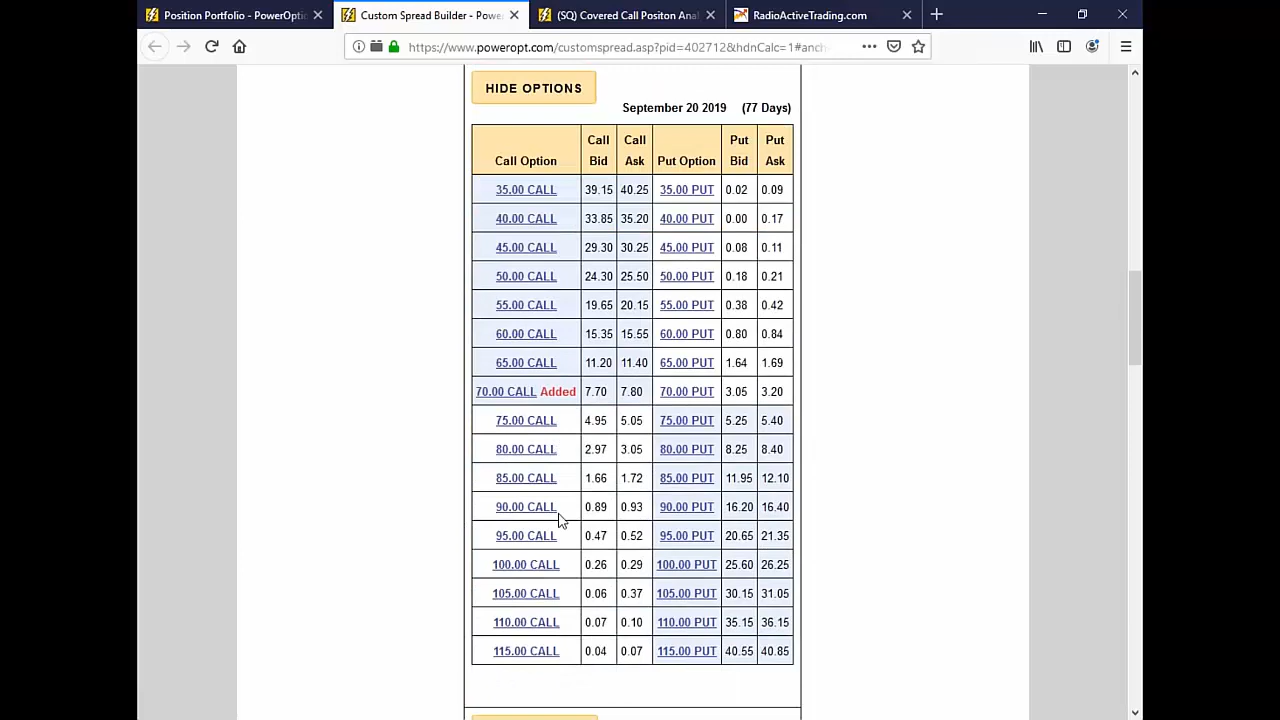 Position Portfolio - PowerOpti
Custom Spread Builder - Powe
(SQ) Covered Call Positon Anal
RadioActiveTrading.com
https://www.poweropt.com/customspread.asp?pid=402712&hdnCalc=1#anch
HIDE OPTIONS
September 20 2019 (77 Days)
Call Option Call Bid Call Ask Put Option Put Bid Put Ask
35.00 CALL 39.15 40.25 35.00 PUT 0.02 0.09
40.00 CALL 33.85 35.20 40.00 PUT 0.00 0.17
45.00 CALL 29.30 30.25 45.00 PUT 0.08 0.11
50.00 CALL 24.30 25.50 50.00 PUT 0.18 0.21
55.00 CALL 19.65 20.15 55.00 PUT 0.38 0.42
60.00 CALL 15.35 15.55 60.00 PUT 0.80 0.84
65.00 CALL 11.20 11.40 65.00 PUT 1.64 1.69
70.00 CALL Added 7.70 7.80 70.00 PUT 3.05 3.20
75.00 CALL 4.95 5.05 75.00 PUT 5.25 5.40
80.00 CALL 2.97 3.05 80.00 PUT 8.25 8.40
85.00 CALL 1.66 1.72 85.00 PUT 11.95 12.10
90.00 CALL 0.89 0.93 90.00 PUT 16.20 16.40
95.00 CALL 0.47 0.52 95.00 PUT 20.65 21.35
100.00 CALL 0.26 0.29 100.00 PUT 25.60 26.25
105.00 CALL 0.06 0.37 105.00 PUT 30.15 31.05
110.00 CALL 0.07 0.10 110.00 PUT 35.15 36.15
115.00 CALL 0.04 0.07 115.00 PUT 40.55 40.85